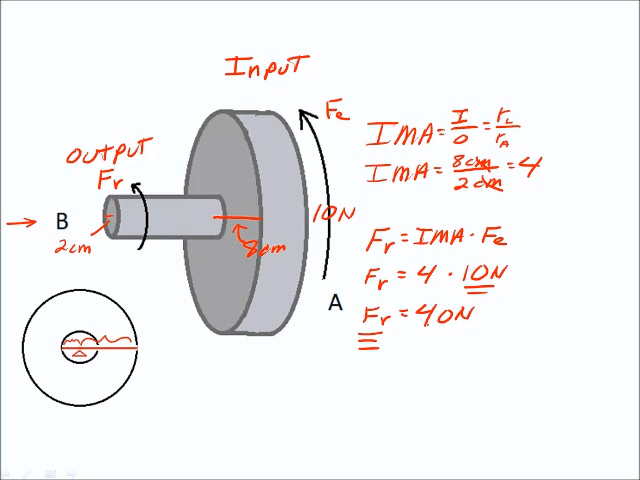 INPUT
Fe
OUTPUT
Fr
B
2cm
8cm
10N
A
IMA = I/O = rL/rA
IMA = 8cm/2cm = 4
Fr = IMA · Fe
Fr = 4 · 10N
Fr = 40N